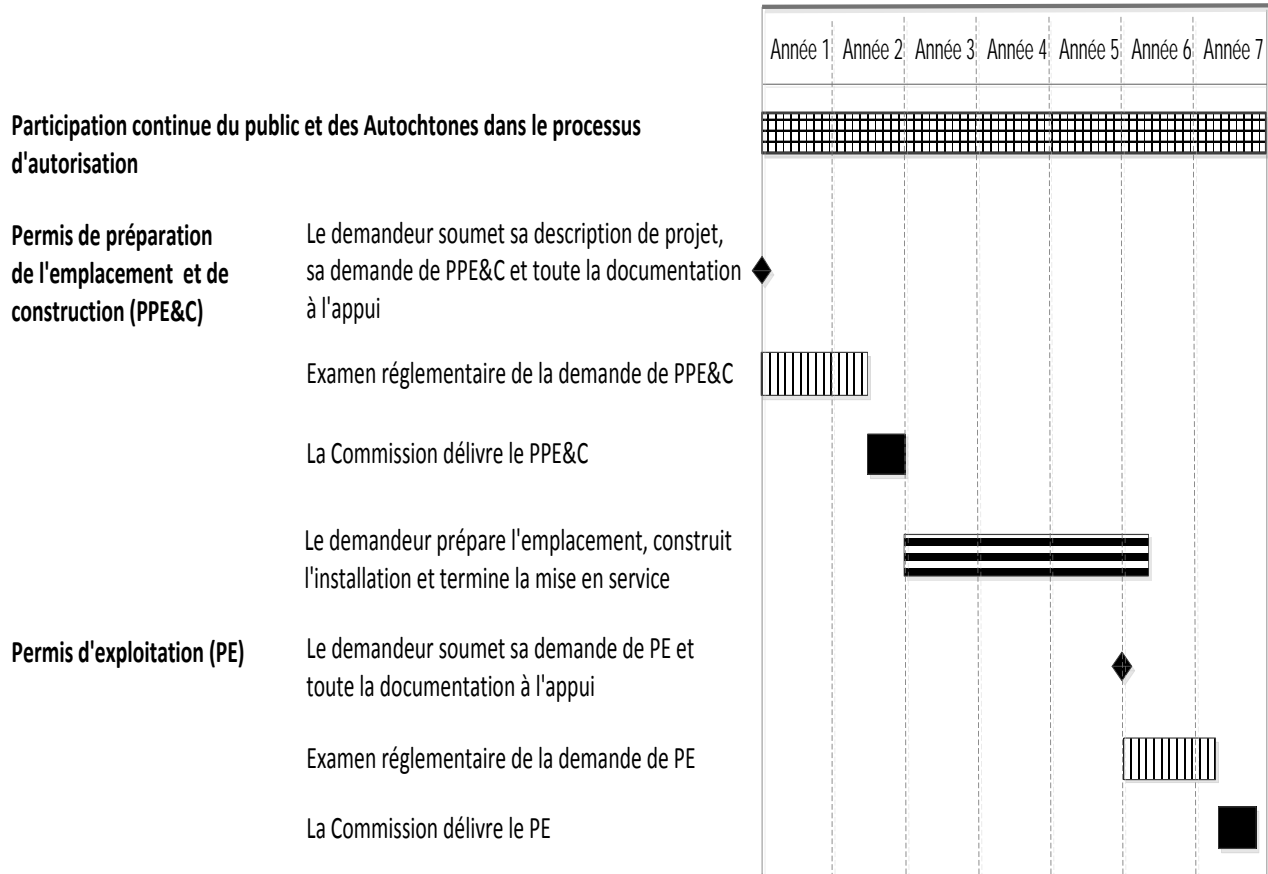 Année 1 Année 2 Année 3 Année 4 Année 5 Année 6 Année 7
Participation continue du public et des Autochtones dans le processus
d'autorisation
Permis de préparation
de l'emplacement et de
construction (PPE&C)
Le demandeur soumet sa description de projet,
sa demande de PPE&C et toute la documentation
à l'appui
Examen réglementaire de la demande de PPE&C
La Commission délivre le PPE&C
Le demandeur prépare l'emplacement, construit
l'installation et termine la mise en service
Permis d'exploitation (PE)
Le demandeur soumet sa demande de PE et
toute la documentation à l'appui
Examen réglementaire de la demande de PE
La Commission délivre le PE